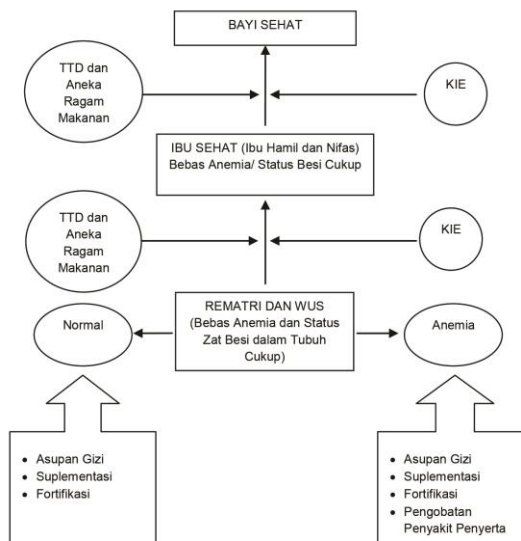 BAYI SEHAT
TTD dan
Aneka
Ragam
Makanan
KIE
IBU SEHAT (Ibu Hamil dan Nifas)
Bebas Anemia/ Status Besi Cukup
TTD dan
Aneka
Ragam
Makanan
KIE
REMATRI DAN WUS
(Bebas Anemia dan Status
Zat Besi dalam Tubuh
Cukup)
Normal
Anemia
• Asupan Gizi
• Suplementasi
• Fortifikasi
• Asupan Gizi
• Suplementasi
• Fortifikasi
• Pengobatan
Penyakit Penyerta